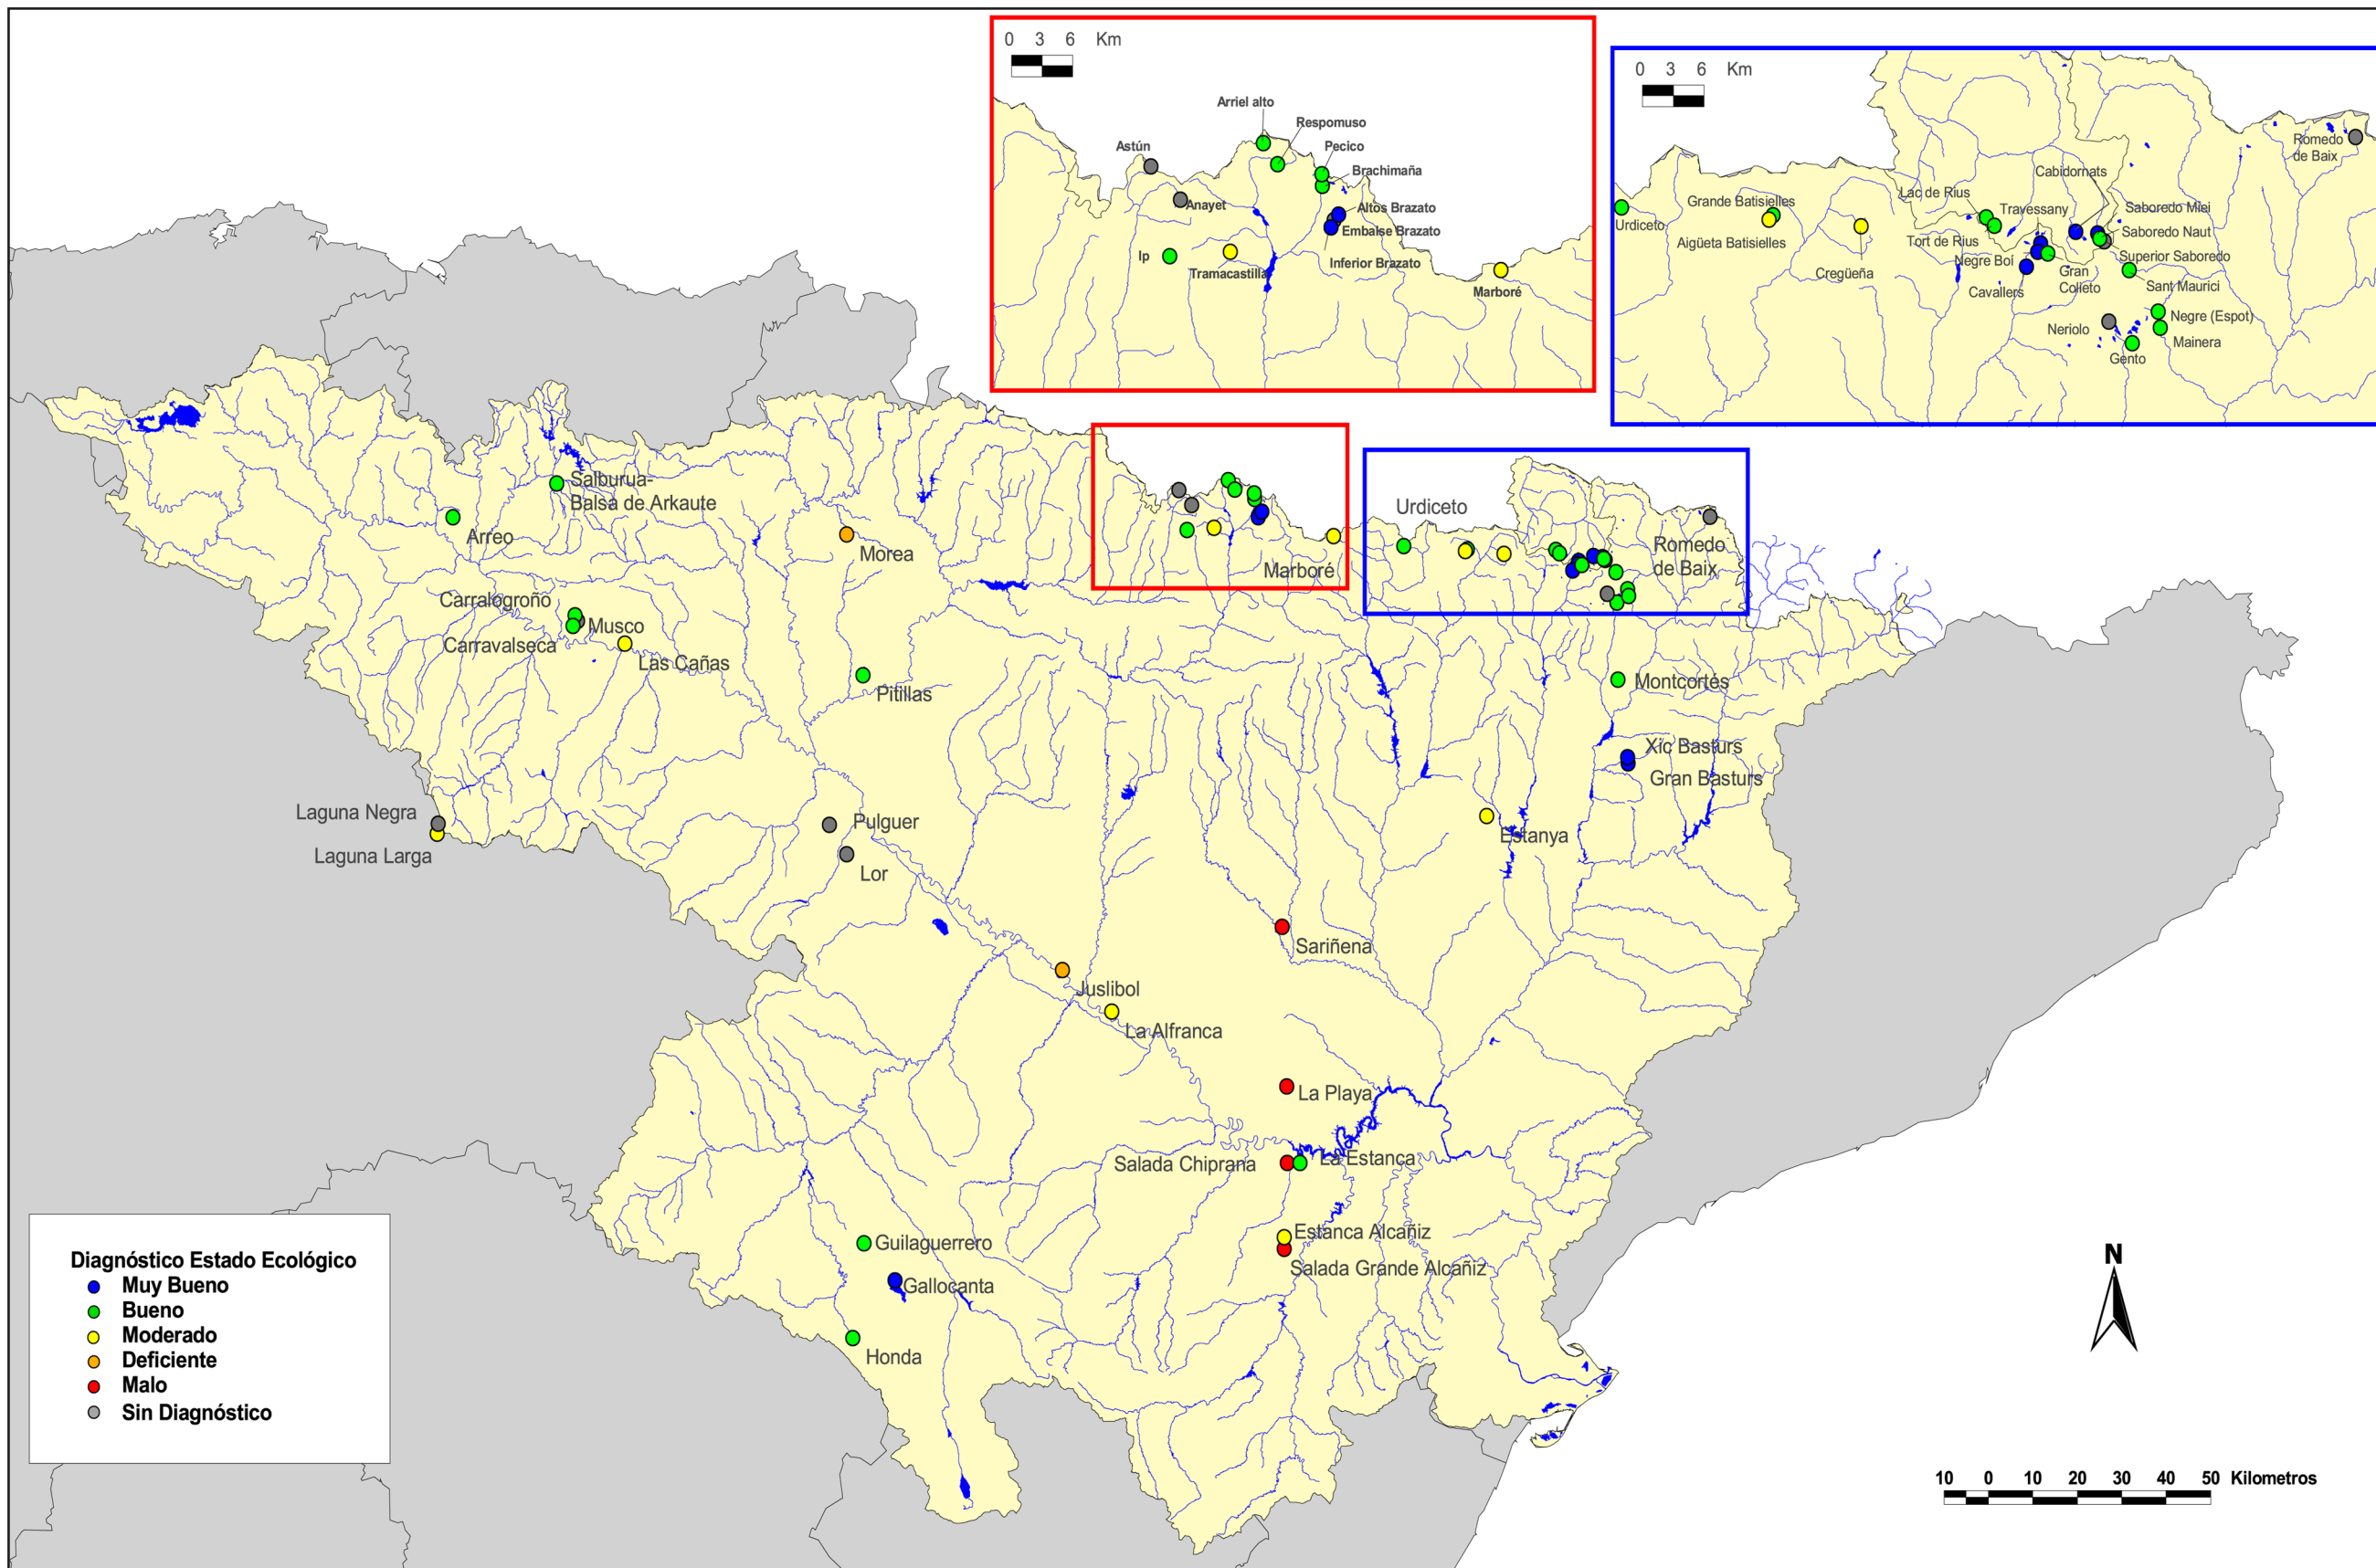 0 3 6 Km
Arriel alto
Respomuso
Astún
Pecico
Brachimaña
Anayet
Altos Brazato
Embalse Brazato
Ip
Tramacastilla
Inferior Brazato
Marboré
0 3 6 Km
Romedo
de Baix
Cabidornats
Lac de Rius
Grande Batisielles
Travessany
Saboredo Miei
Urdiceto
Saboredo Naut
Aigüeta Batisielles
Tort de Rius
Superior Saboredo
Negre Boí
Cregüeña
Gran
Colieto
Sant Maurici
Cavallers
Negre (Espot)
Neriolo
Mainera
Gento
Salburua-
Balsa de Arkaute
Arreo
Morea
Urdiceto
Marboré
Romedo
de Baix
Carralogroño
Musco
Carravalseca
Las Cañas
Pitillas
Montcortés
Xic Basturs
Gran Basturs
Laguna Negra
Laguna Larga
Pulguer
Lor
Estanya
Sariñena
Juslibol
La Alfranca
La Playa
Salada Chiprana
La Estanca
Estanca Alcañiz
Salada Grande Alcañiz
Guilaguerrero
Gallocanta
Honda
Diagnóstico Estado Ecológico
Muy Bueno
Bueno
Moderado
Deficiente
Malo
Sin Diagnóstico
N
10 0 10 20 30 40 50 Kilometros